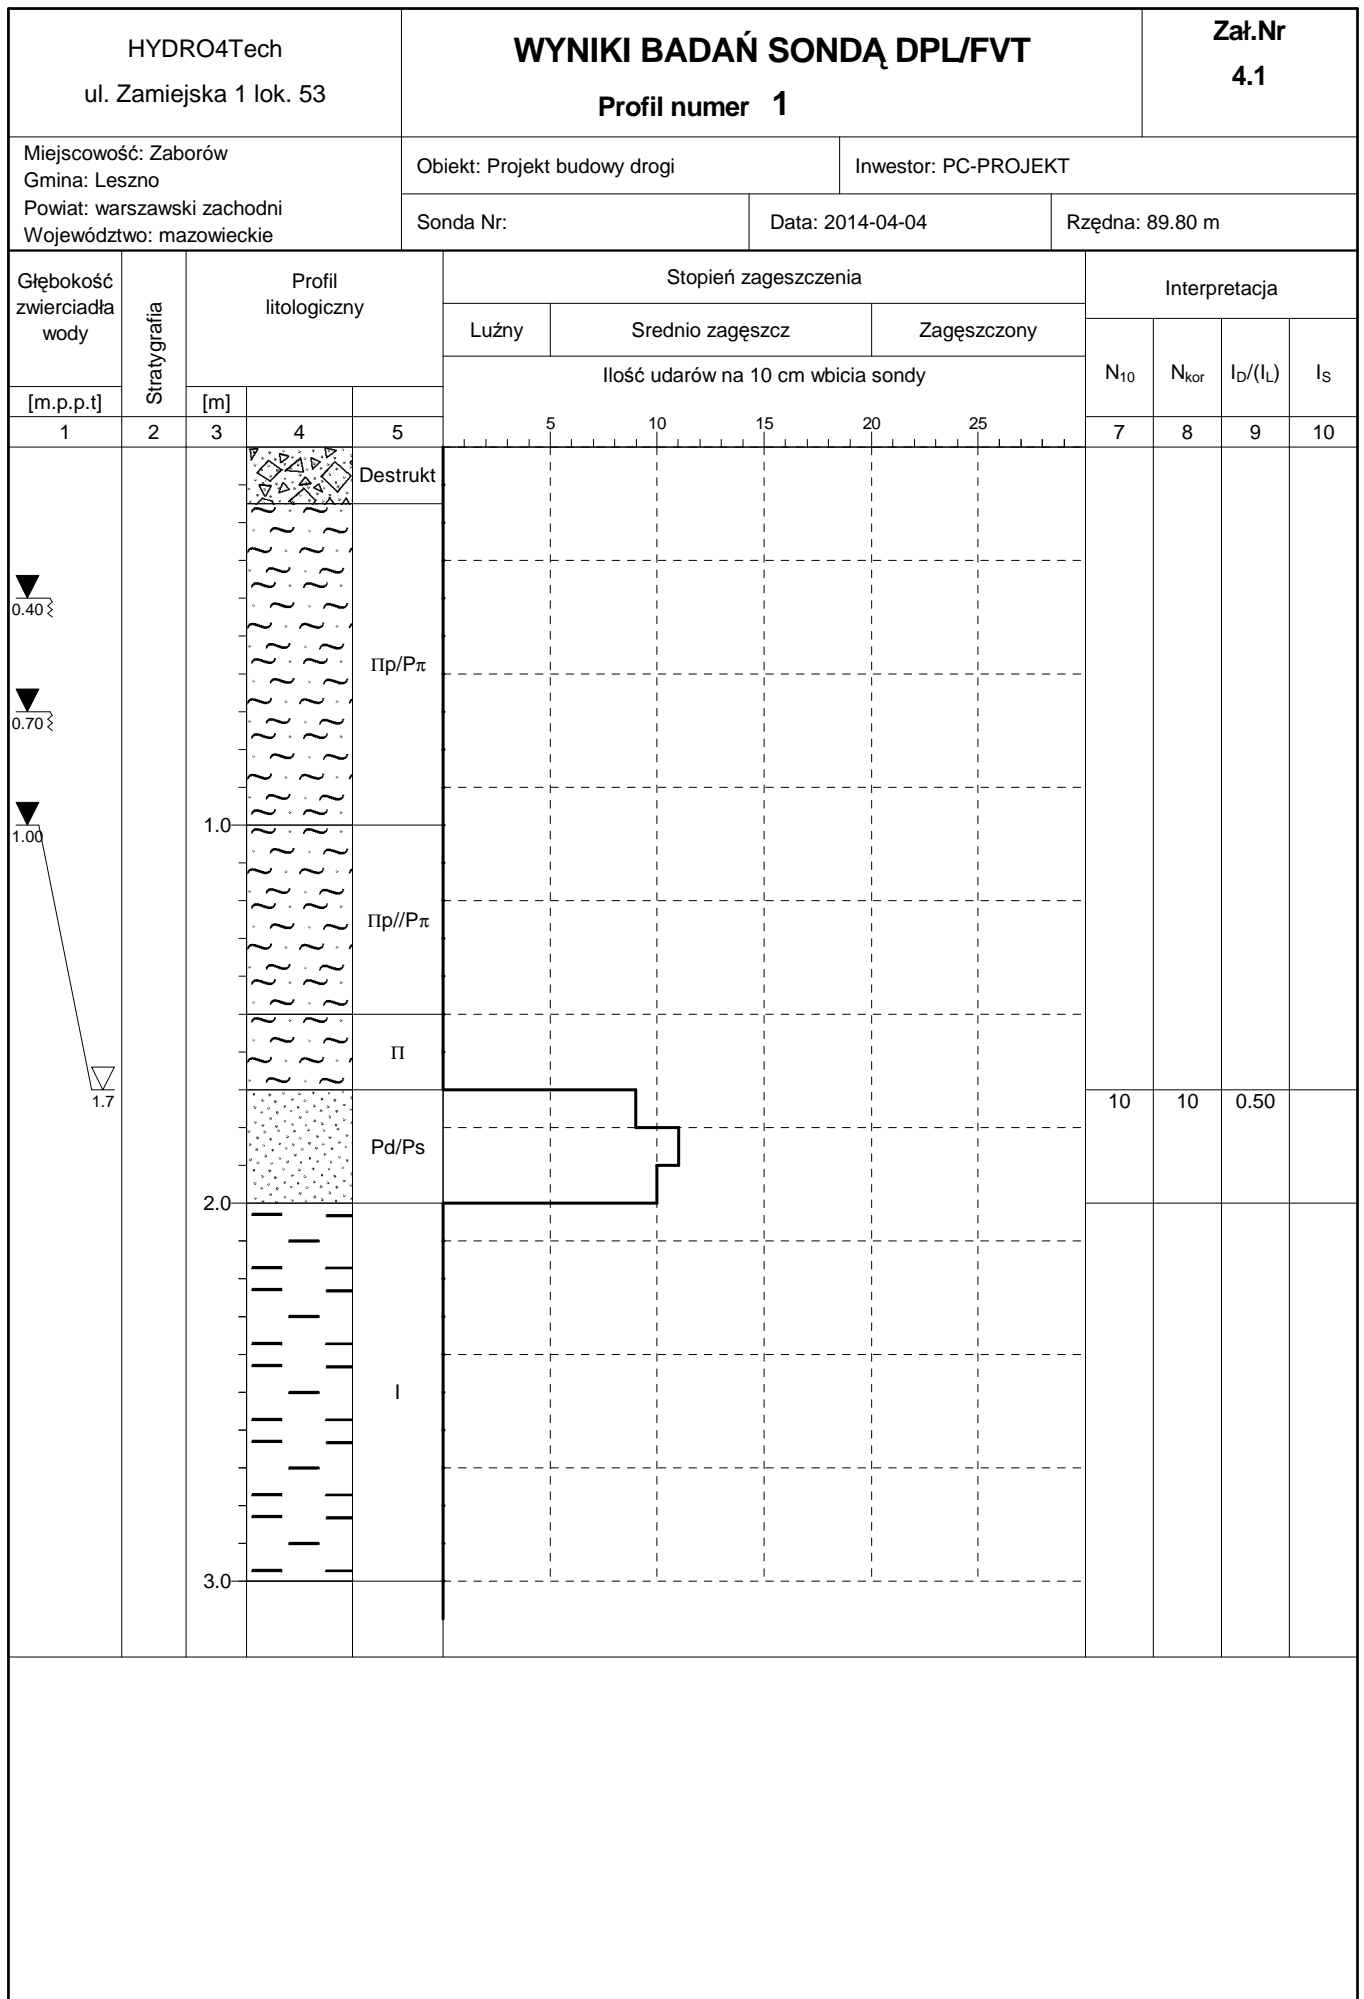 HYDRO4Tech
ul. Zamiejska 1 lok. 53
WYNIKI BADAŃ SONDĄ DPL/FVT
Profil numer 1
Zał.Nr
4.1
Miejscowość: Zaborów
Gmina: Leszno
Powiat: warszawski zachodni
Województwo: mazowieckie
Obiekt: Projekt budowy drogi
Inwestor: PC-PROJEKT
Sonda Nr:
Data: 2014-04-04
Rzędna: 89.80 m
Głębokość
zwierciadła
wody
[m.p.p.t]
Stratygrafia
Profil
litologiczny
[m]
Stopień zageszczenia
Luźny
Srednio zagęszcz
Zagęszczony
Ilość udarów na 10 cm wbicia sondy
5 10 15 20 25
Interpretacja
N10 Nkor ID/(IL) IS
1 2 3 4 5 7 8 9 10
Destrukt
0.40
Πp/Pπ
0.70
1.00
1.0
Πp//Pπ
Π
1.7
10 10 0.50
Pd/Ps
2.0
I
3.0